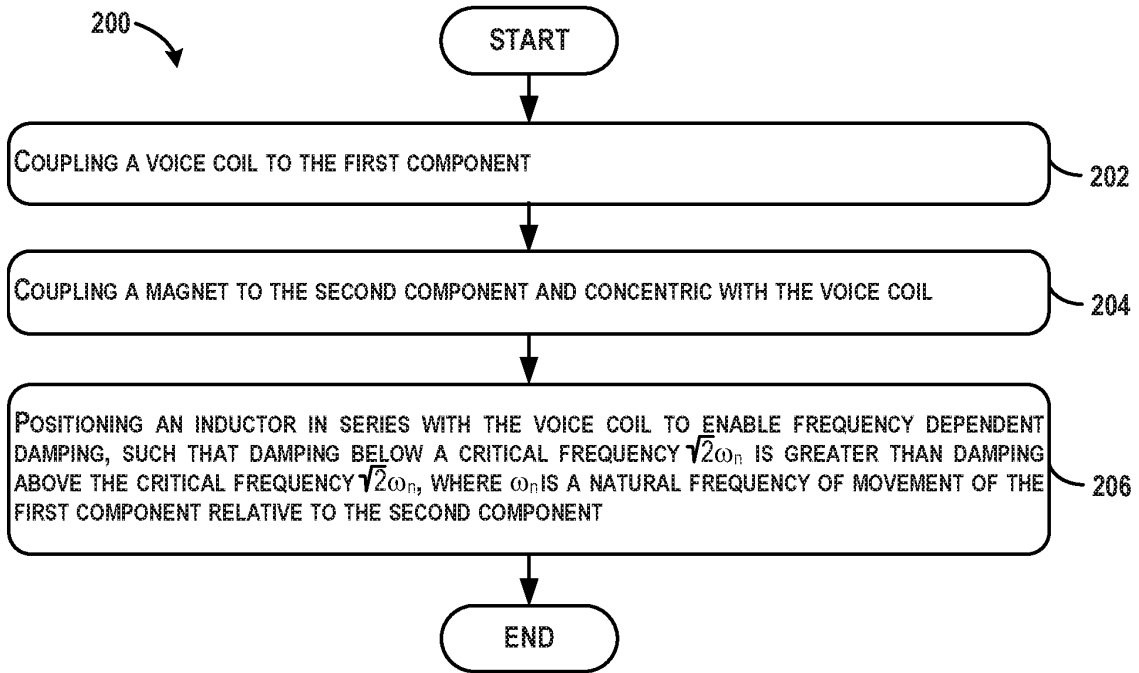 200
START
COUPLING A VOICE COIL TO THE FIRST COMPONENT
202
COUPLING A MAGNET TO THE SECOND COMPONENT AND CONCENTRIC WITH THE VOICE COIL
204
POSITIONING AN INDUCTOR IN SERIES WITH THE VOICE COIL TO ENABLE FREQUENCY DEPENDENT
DAMPING, SUCH THAT DAMPING BELOW A CRITICAL FREQUENCY √2ωn IS GREATER THAN DAMPING
ABOVE THE CRITICAL FREQUENCY √2ωn, WHERE ωn IS A NATURAL FREQUENCY OF MOVEMENT OF THE
FIRST COMPONENT RELATIVE TO THE SECOND COMPONENT
206
END